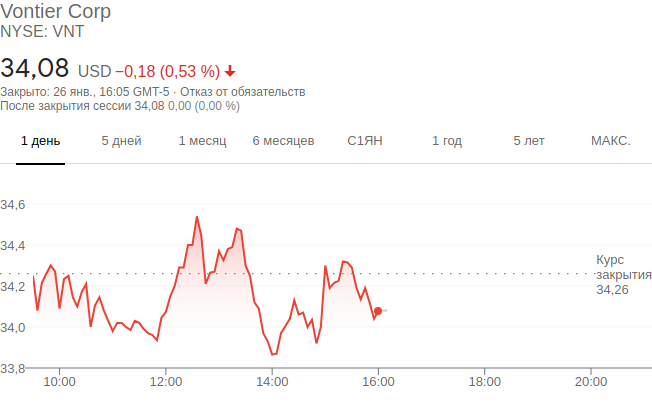 Vontier Corp
NYSE: VNT
34,08 USD −0,18 (0,53 %)
Закрыто: 26 янв., 16:05 GMT-5 · Отказ от обязательств
После закрытия сессии 34,08 0,00 (0,00 %)
1 день 5 дней 1 месяц 6 месяцев С1ЯН 1 год 5 лет МАКС.
34,6
34,4
34,2
34,0
33,8
Курс
закрытия
34,26
10:00 12:00 14:00 16:00 18:00 20:00